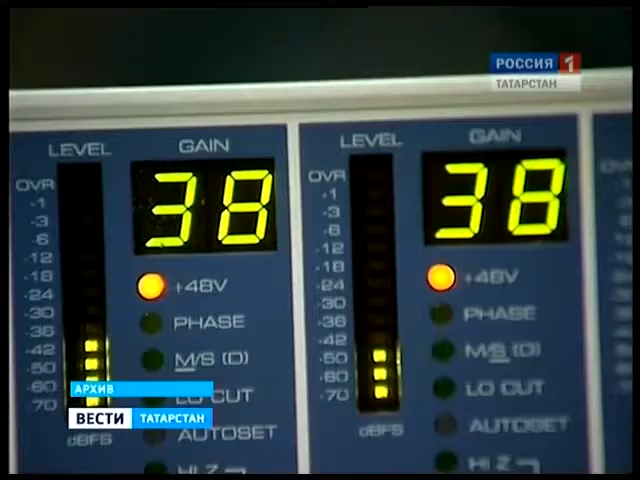 РОССИЯ 1
ТАТАРСТАН
LEVEL GAIN
38
OVR
-1
-3
-6
-12
-18
-24
-30
-36
-42
-50
-60
70
dBFS
+48V
PHASE
M/S (D)
LO CUT
AUTOSET
HI Z
LEVEL GAIN
38
OVR
-1
-3
-6
-12
-18
-24
-30
-36
-42
-50
-60
-70
dBFS
+48V
PHASE
M/S (D)
LO CUT
AUTOSET
HI Z
АРХИВ
ВЕСТИ ТАТАРСТАН